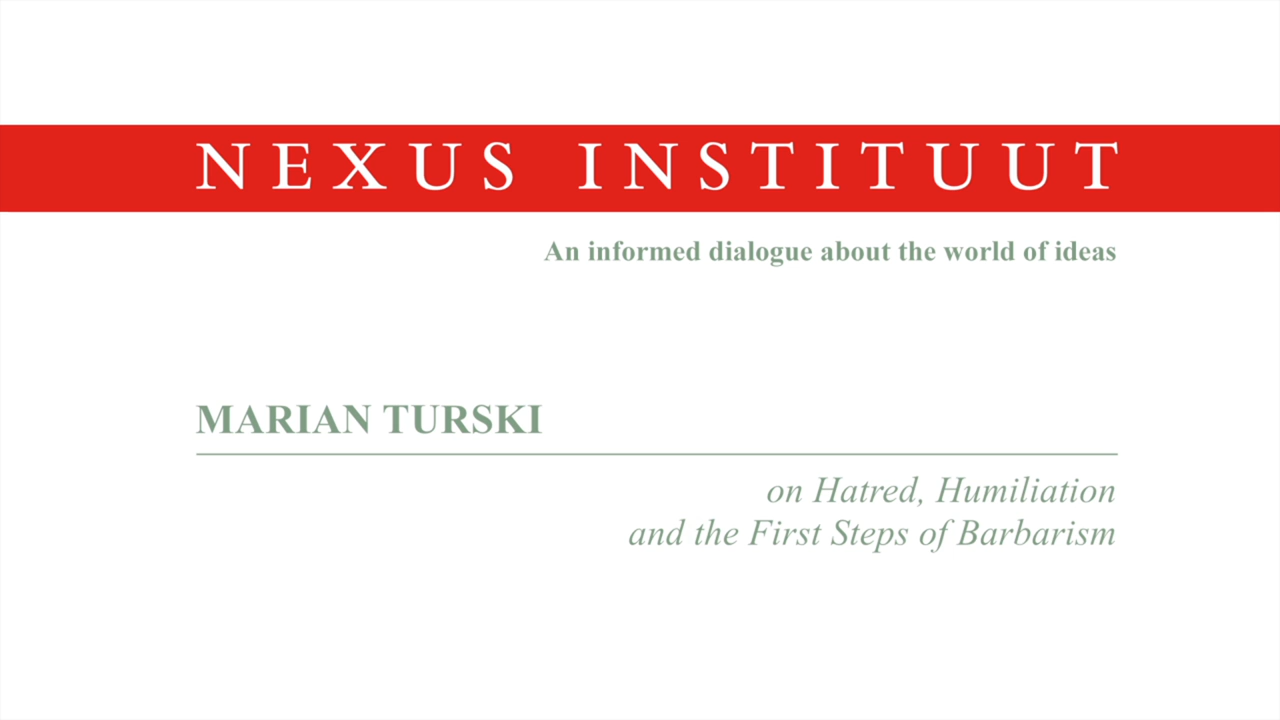 NEXUS INSTITUUT
An informed dialogue about the world of ideas
MARIAN TURSKI
on Hatred, Humiliation
and the First Steps of Barbarism